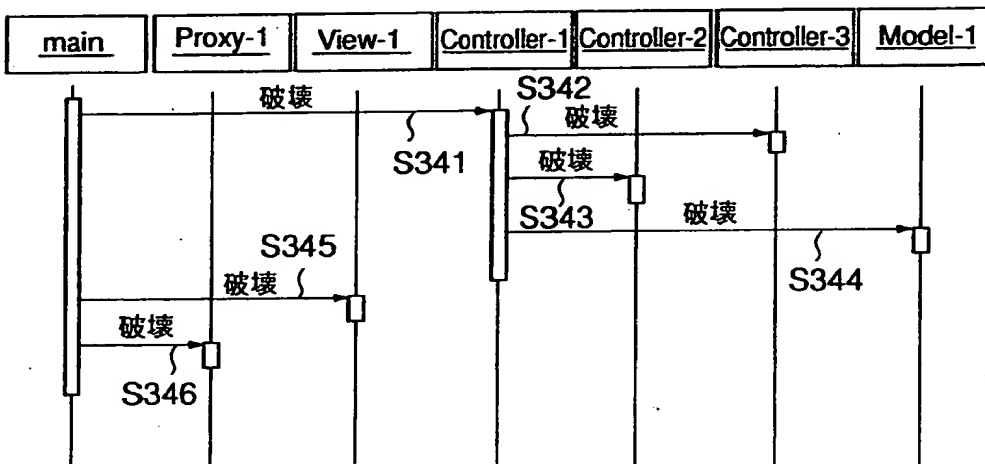 main
Proxy-1
View-1
Controller-1
Controller-2
Controller-3
Model-1
破壊
S341
S342
破壊
破壊
S343
破壊
S344
S345
破壊
破壊
S346